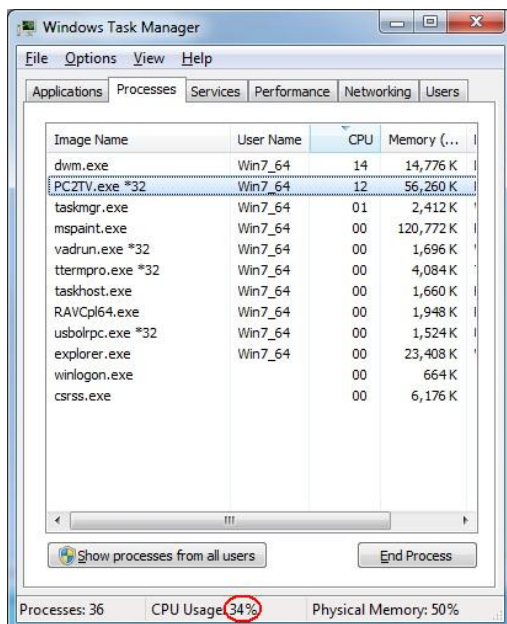 Windows Task Manager
File Options View Help
Applications Processes Services Performance Networking Users
Image Name User Name CPU Memory (...
dwm.exe Win7_64 14 14,776 K
PC2TV.exe *32 Win7_64 12 56,260 K
taskmgr.exe Win7_64 01 2,412 K
mspaint.exe Win7_64 00 120,772 K
vadrun.exe *32 Win7_64 00 1,696 K
ttermpro.exe *32 Win7_64 00 4,084 K
taskhost.exe Win7_64 00 1,660 K
RAVCpl64.exe Win7_64 00 1,948 K
usbolrpc.exe *32 Win7_64 00 1,524 K
explorer.exe Win7_64 00 23,408 K
winlogon.exe 00 664 K
csrss.exe 00 6,176 K
Show processes from all users End Process
Processes: 36 CPU Usage: 34% Physical Memory: 50%